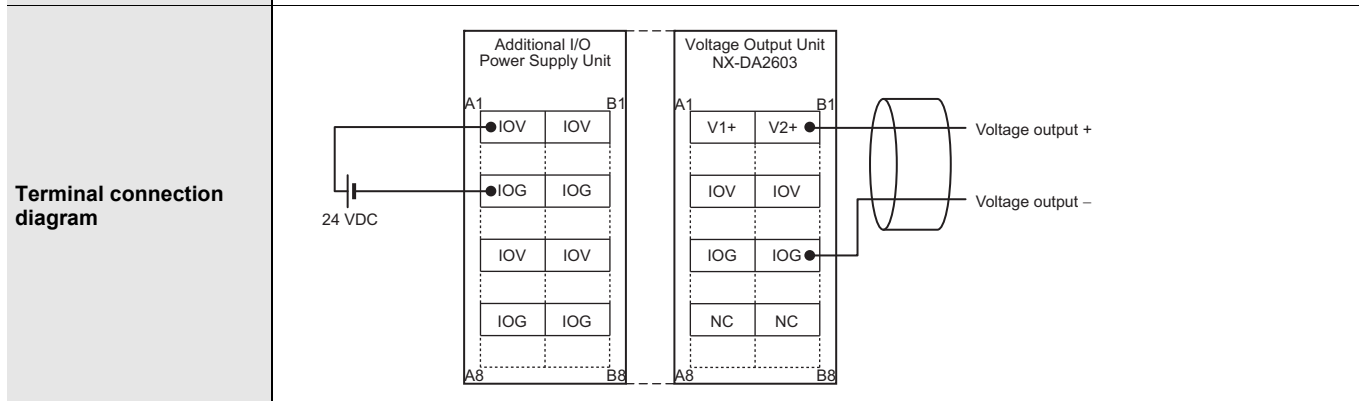 Terminal connection
diagram
24 VDC
Additional I/O
Power Supply Unit
A1 B1
IOV IOV
IOG IOG
IOV IOV
IOG IOG
A8 B8
Voltage Output Unit
NX-DA2603
A1 B1
V1+ V2+
IOV IOV
IOG IOG
NC NC
A8 B8
Voltage output +
Voltage output −